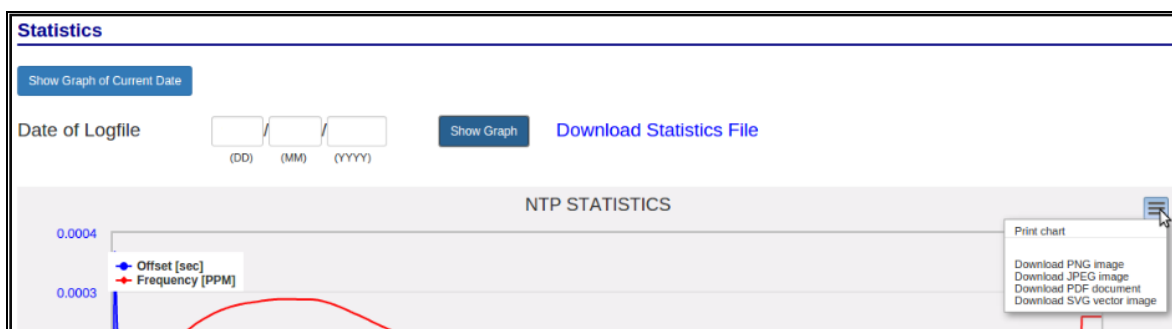 Statistics
Show Graph of Current Date
Date of Logfile / / Show Graph Download Statistics File
(DD) (MM) (YYYY)
NTP STATISTICS
Print chart
Download PNG image
Download JPEG image
Download PDF document
Download SVG vector image
0.0004
Offset [sec]
Frequency [PPM]
0.0003